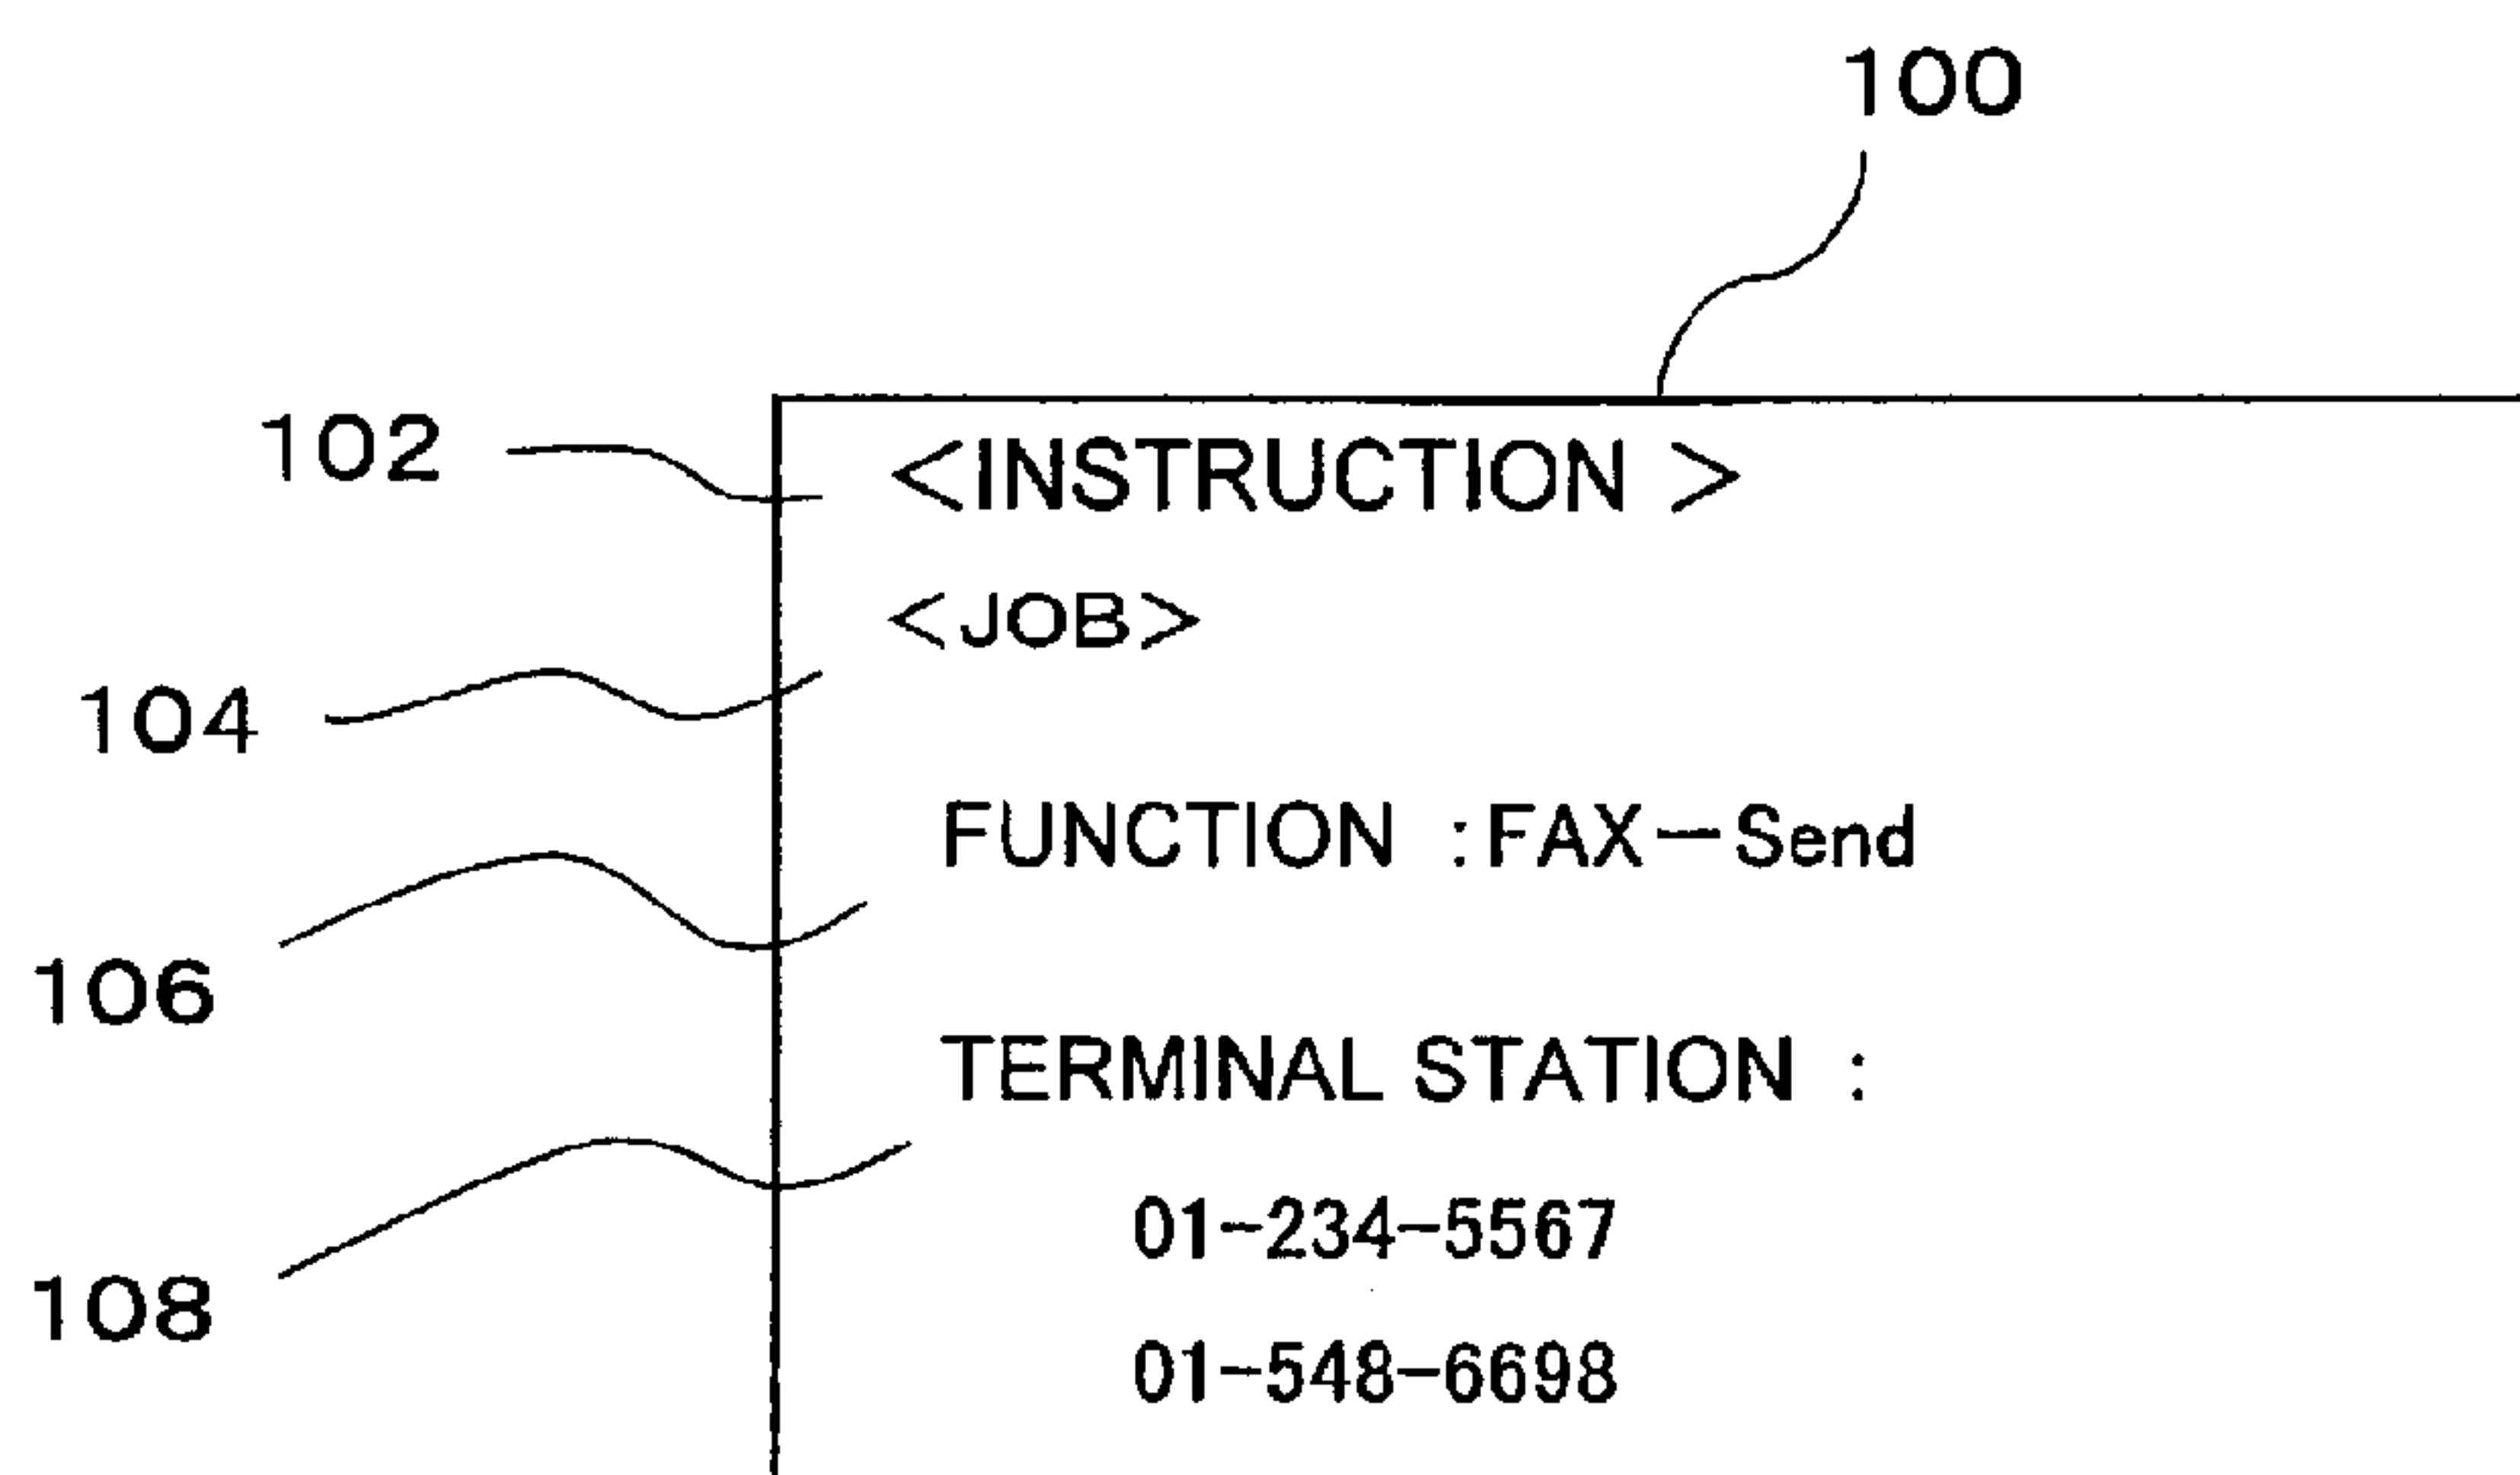 100
102 <INSTRUCTION >
<JOB>
104
FUNCTION :FAX-Send
106
TERMINAL STATION :
01-234-5567
108
01-548-6698